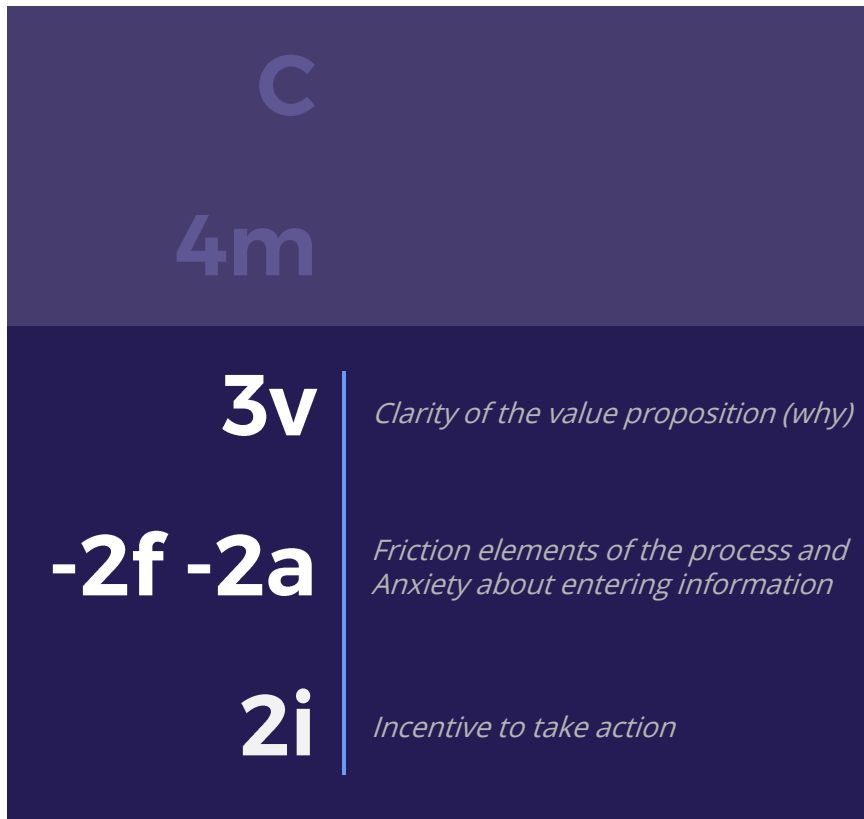 C
4m
3v
Clarity of the value proposition (why)
-2f -2a
Friction elements of the process and
Anxiety about entering information
2i
Incentive to take action